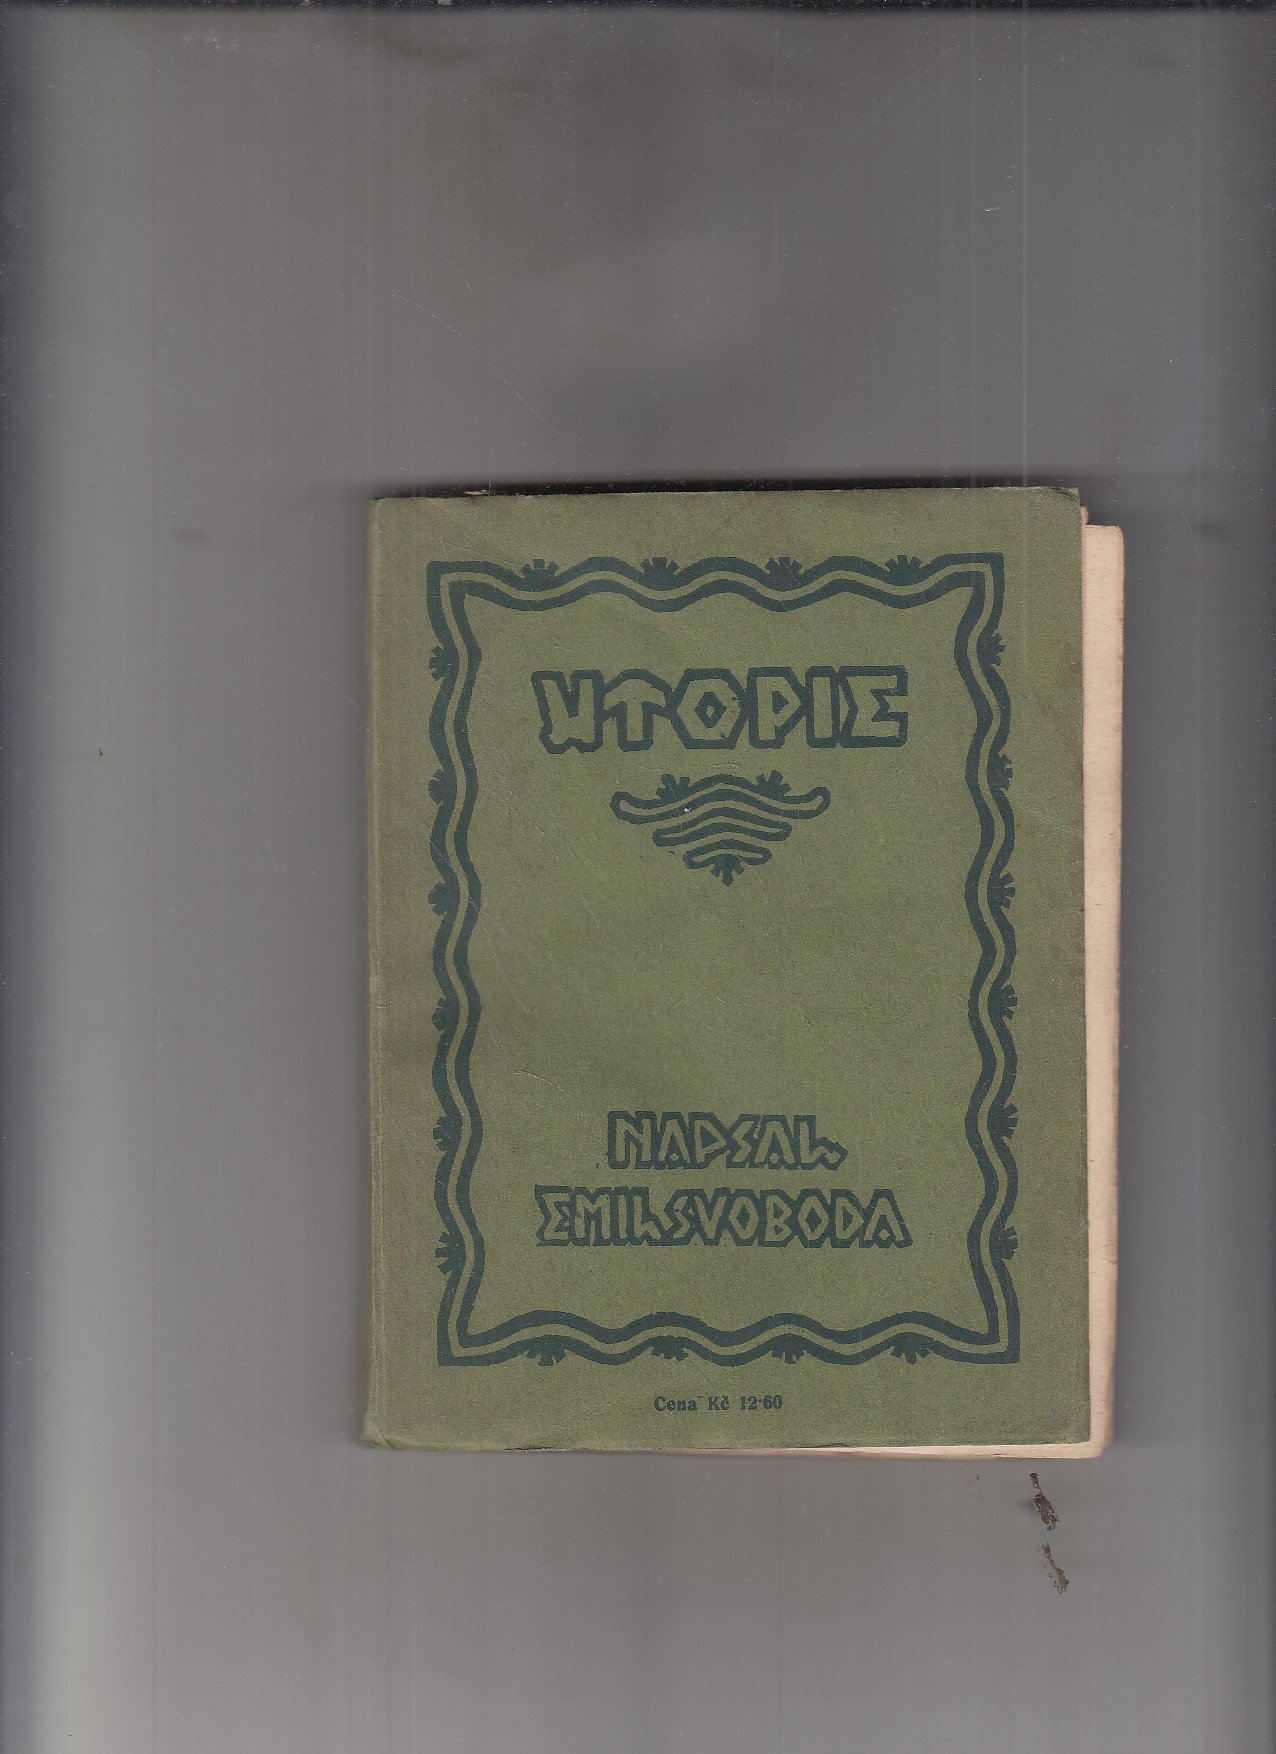 UTOPIE
NAPSAL
EMIL SVOBODA
Cena Kč 12·60